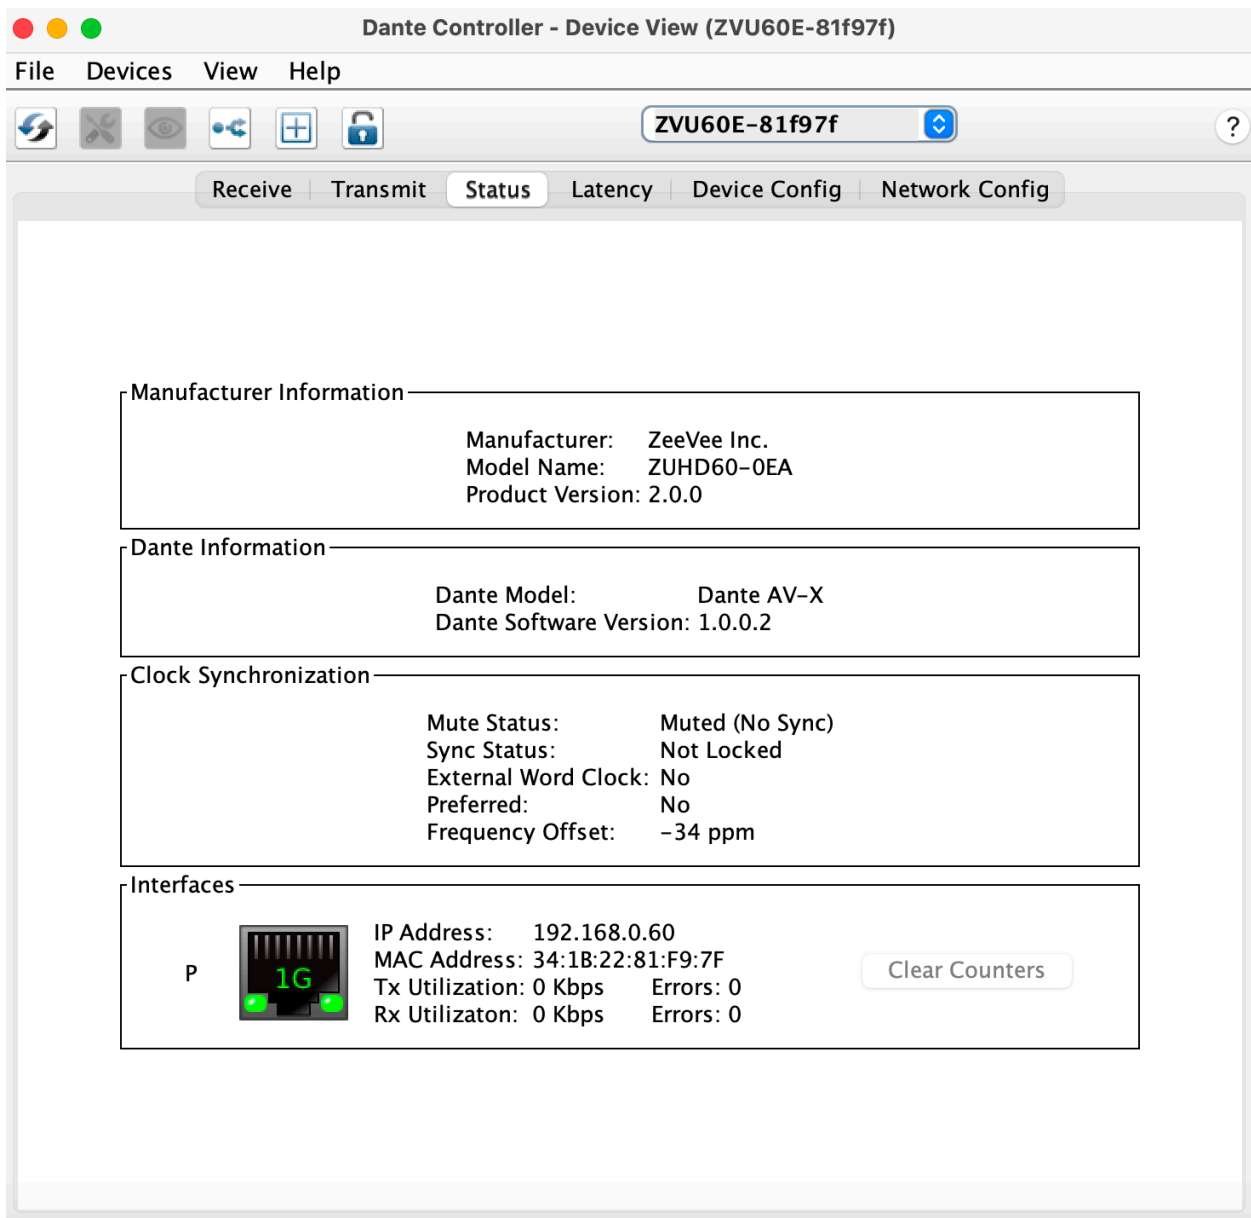 Dante Controller - Device View (ZVU60E-81f97f)
File Devices View Help
ZVU60E-81f97f ?
Receive Transmit Status Latency Device Config Network Config
Manufacturer Information
Manufacturer: ZeeVee Inc.
Model Name: ZUHD60-0EA
Product Version: 2.0.0
Dante Information
Dante Model: Dante AV-X
Dante Software Version: 1.0.0.2
Clock Synchronization
Mute Status: Muted (No Sync)
Sync Status: Not Locked
External Word Clock: No
Preferred: No
Frequency Offset: -34 ppm
Interfaces
P
1G
IP Address: 192.168.0.60
MAC Address: 34:1B:22:81:F9:7F
Tx Utilization: 0 Kbps Errors: 0
Rx Utilizaton: 0 Kbps Errors: 0
Clear Counters